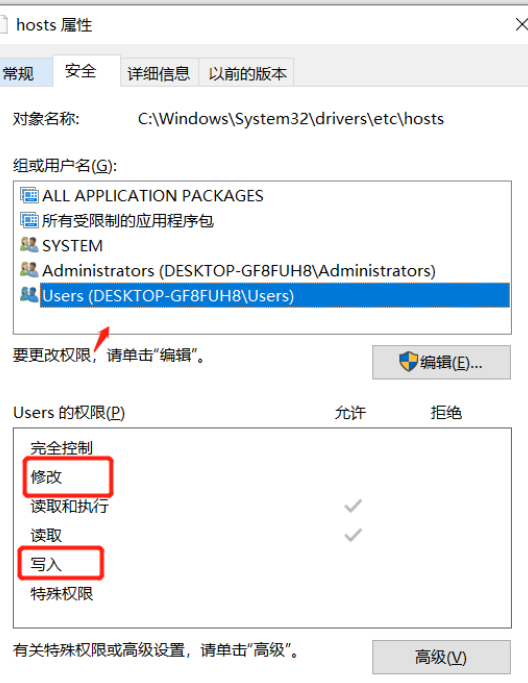 hosts 属性
常规 安全 详细信息 以前的版本
对象名称: C:\Windows\System32\drivers\etc\hosts
组或用户名(G):
ALL APPLICATION PACKAGES
所有受限制的应用程序包
SYSTEM
Administrators (DESKTOP-GF8FUH8\Administrators)
Users (DESKTOP-GF8FUH8\Users)
要更改权限，请单击“编辑”。 编辑(E)...
Users 的权限(P) 允许 拒绝
完全控制
修改
读取和执行
读取
写入
特殊权限
有关特殊权限或高级设置，请单击“高级”。 高级(V)